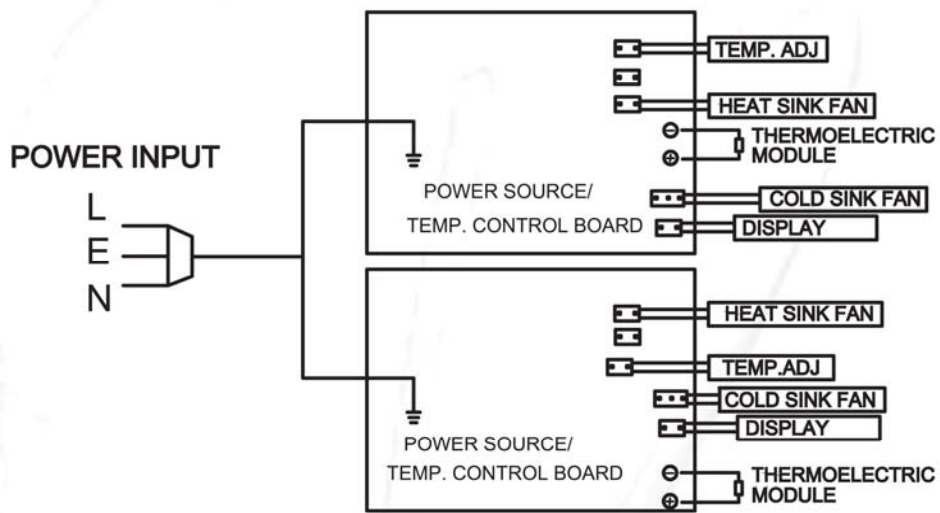 POWER INPUT
L
E
N
POWER SOURCE/
TEMP. CONTROL BOARD
TEMP. ADJ
HEAT SINK FAN
THERMOELECTRIC
MODULE
COLD SINK FAN
DISPLAY
POWER SOURCE/
TEMP. CONTROL BOARD
HEAT SINK FAN
TEMP.ADJ
COLD SINK FAN
DISPLAY
THERMOELECTRIC
MODULE